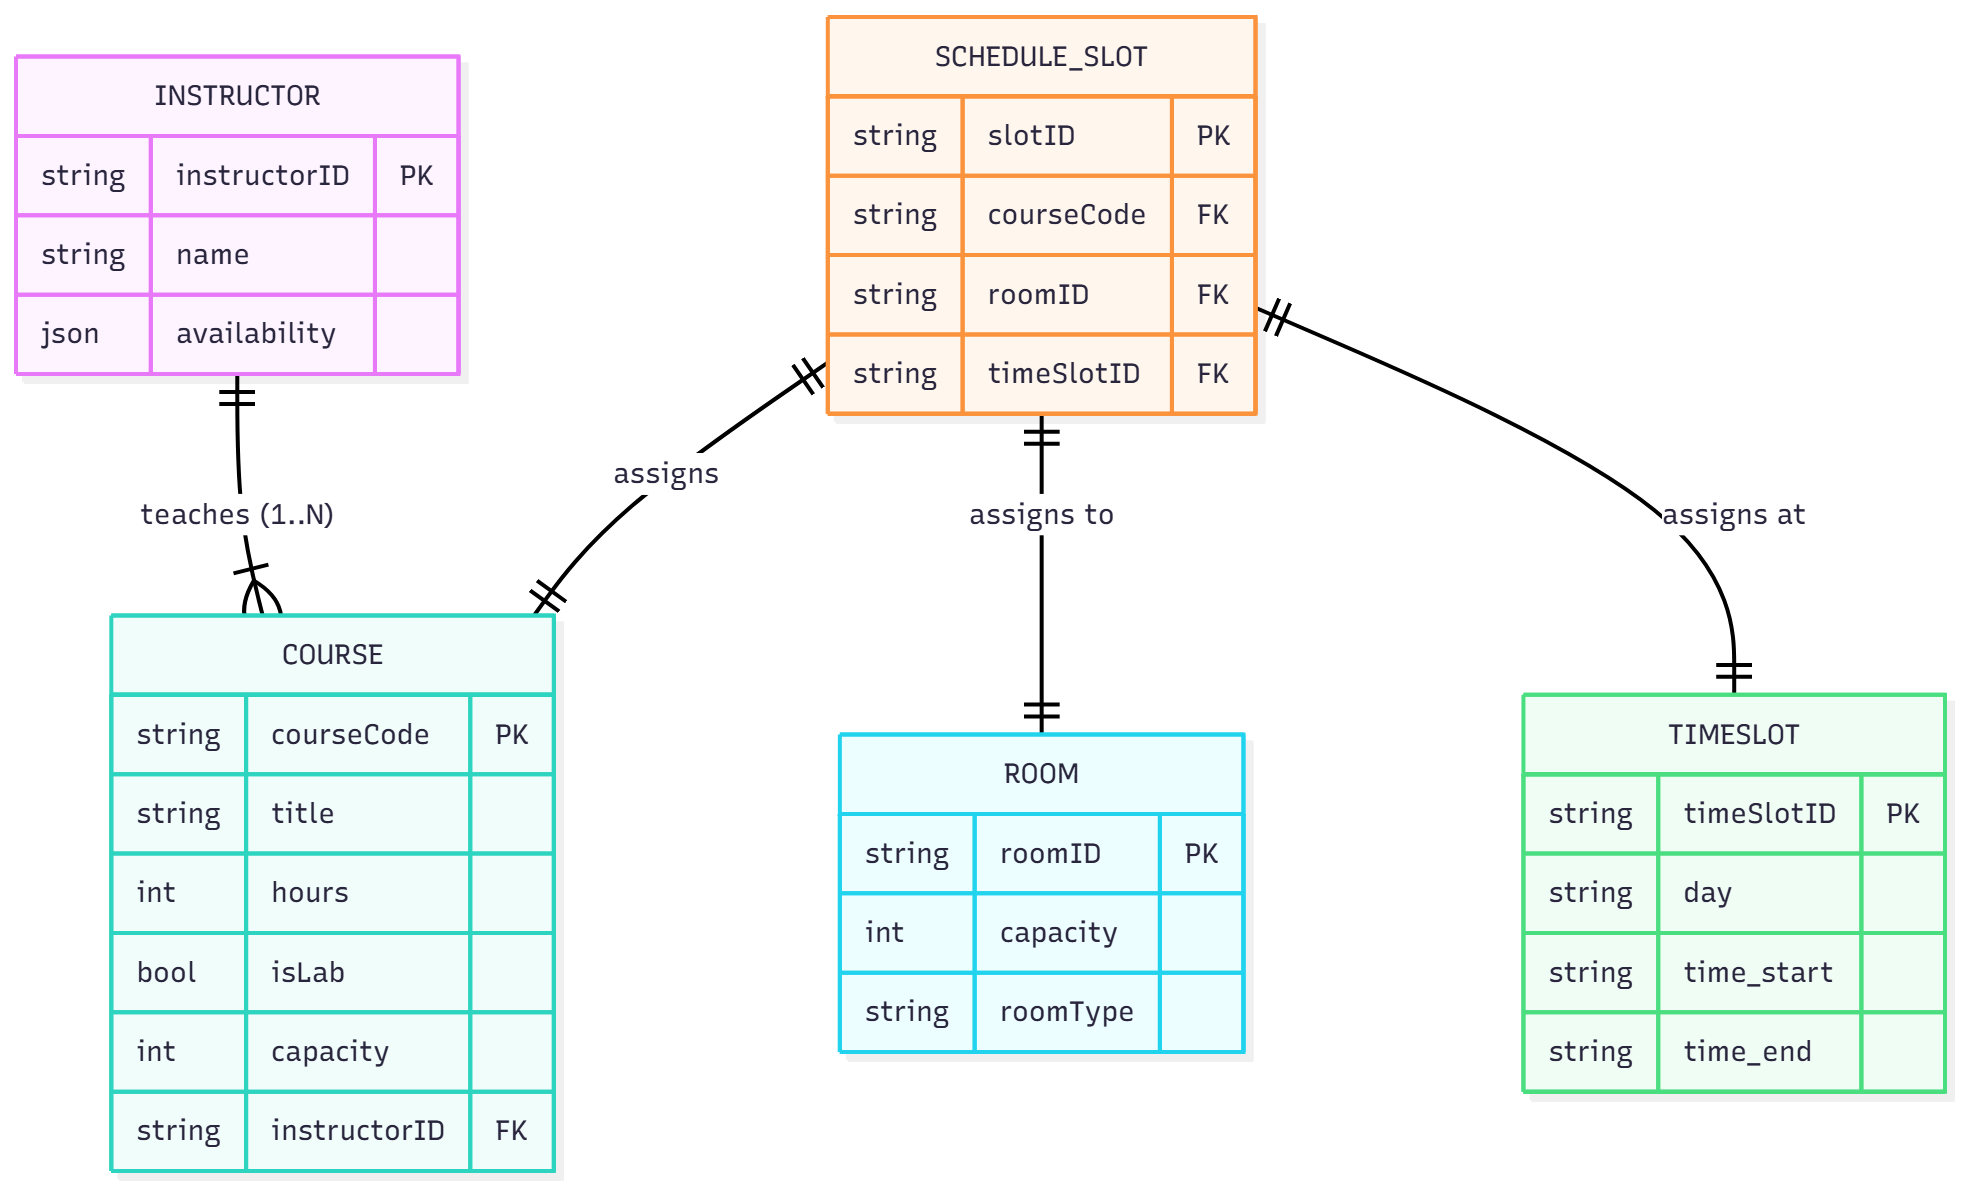 INSTRUCTOR
string instructorID PK
string name
json availability
SCHEDULE_SLOT
string slotID PK
string courseCode FK
string roomID FK
string timeSlotID FK
teaches (1..N)
assigns
assigns to
assigns at
COURSE
string courseCode PK
string title
int hours
bool isLab
int capacity
string instructorID FK
ROOM
string roomID PK
int capacity
string roomType
TIMESLOT
string timeSlotID PK
string day
string time_start
string time_end